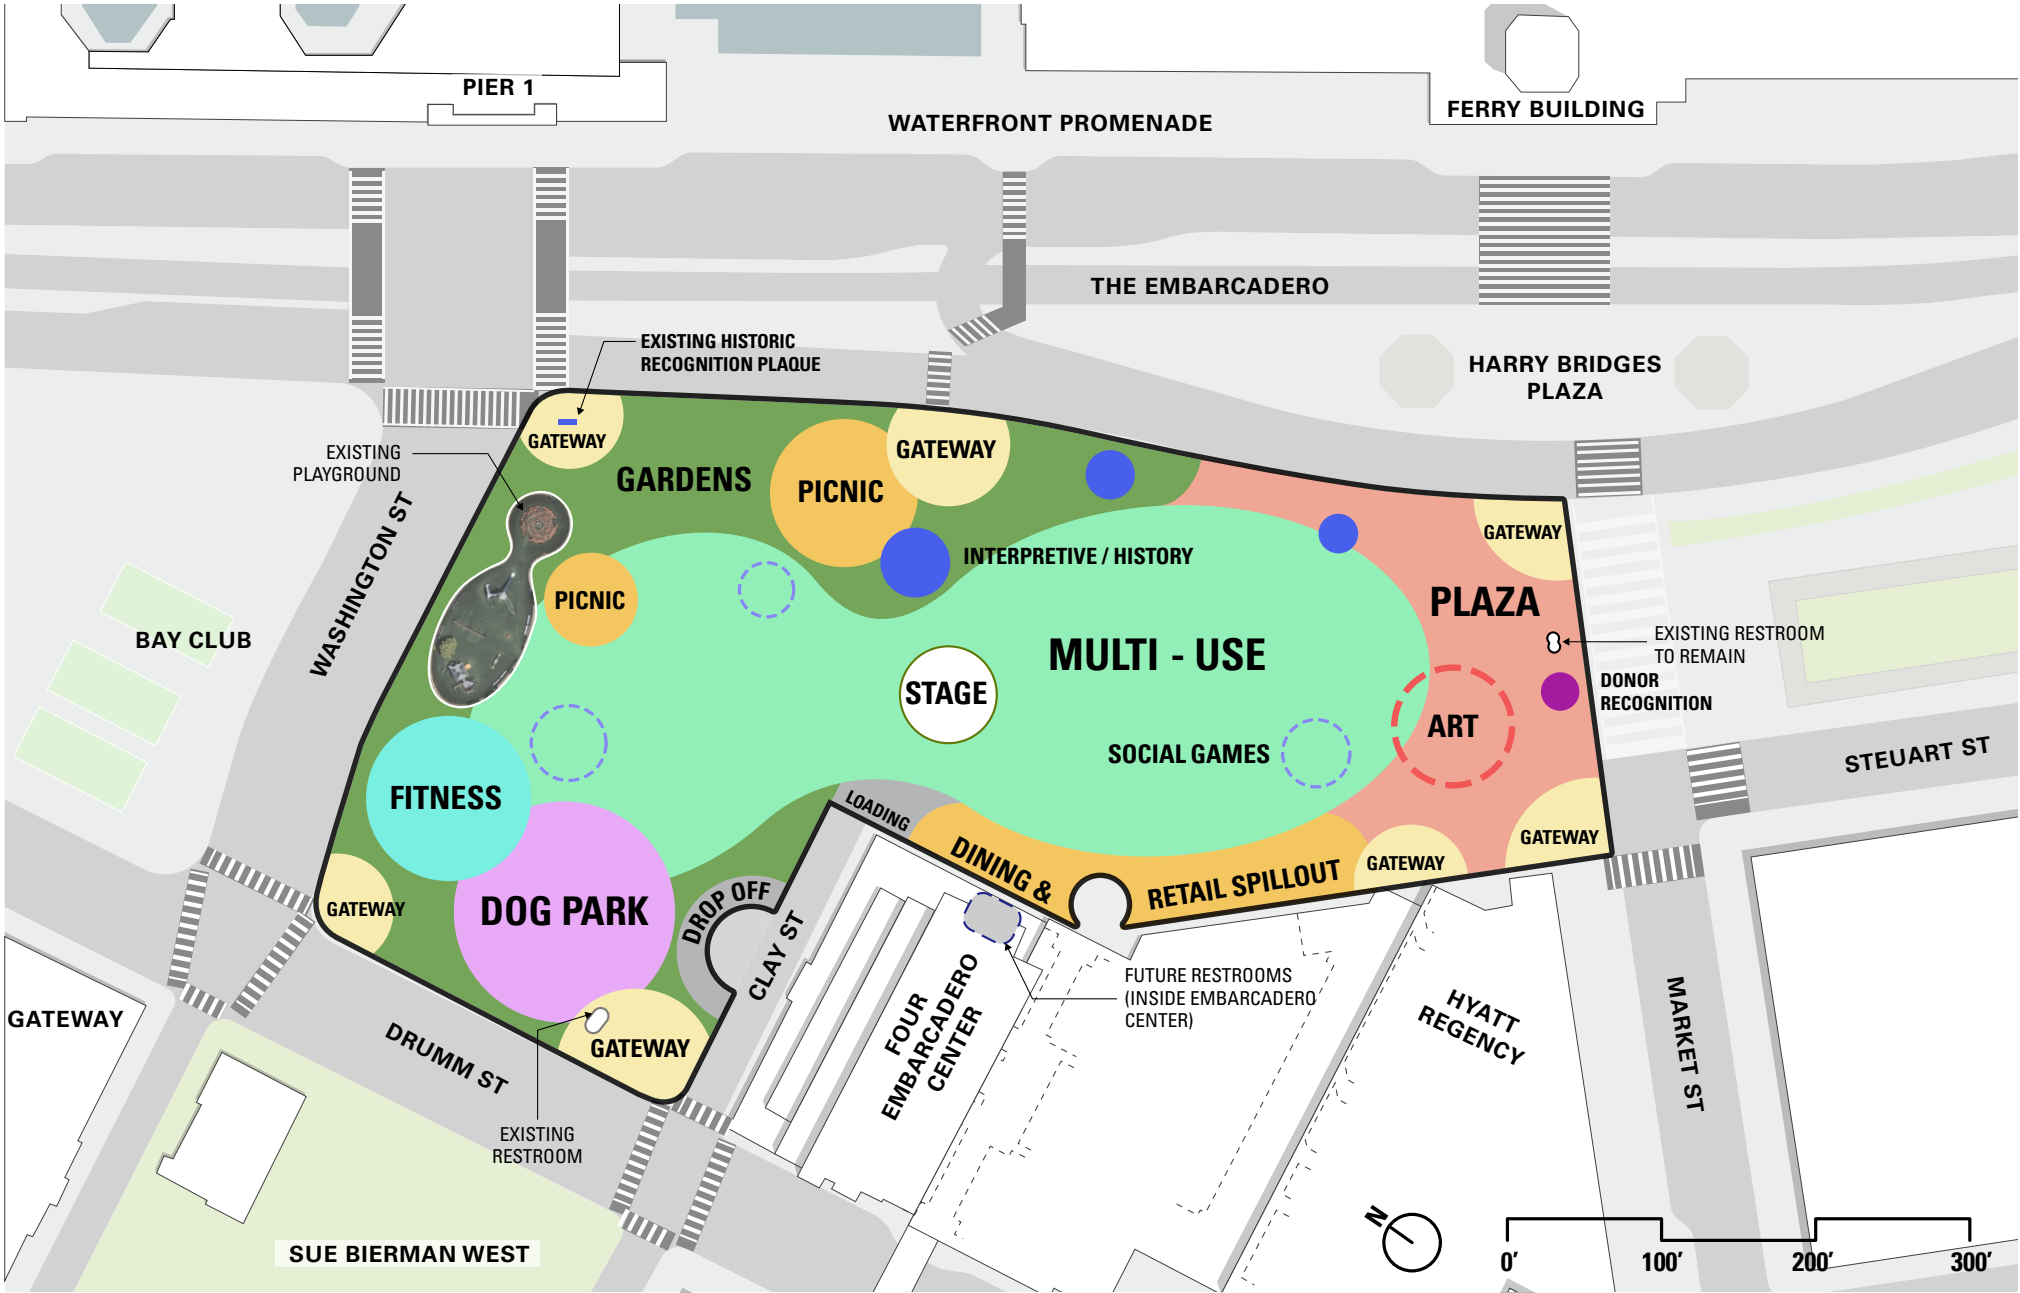 PIER 1
WATERFRONT PROMENADE
FERRY BUILDING
THE EMBARCADERO
EXISTING HISTORIC
RECOGNITION PLAQUE
HARRY BRIDGES
PLAZA
GATEWAY
EXISTING
PLAYGROUND
GARDENS
PICNIC
GATEWAY
GATEWAY
WASHINGTON ST
INTERPRETIVE / HISTORY
PICNIC
PLAZA
BAY CLUB
MULTI - USE
EXISTING RESTROOM
TO REMAIN
STAGE
DONOR
RECOGNITION
ART
SOCIAL GAMES
STEUART ST
FITNESS
LOADING
DINING &
RETAIL SPILLOUT
GATEWAY
GATEWAY
GATEWAY
DOG PARK
DROP OFF
CLAY ST
FUTURE RESTROOMS
(INSIDE EMBARCADERO
CENTER)
FOUR
EMBARCADERO
CENTER
HYATT
REGENCY
MARKET ST
GATEWAY
DRUMM ST
GATEWAY
EXISTING
RESTROOM
SUE BIERMAN WEST
N
0' 100' 200' 300'